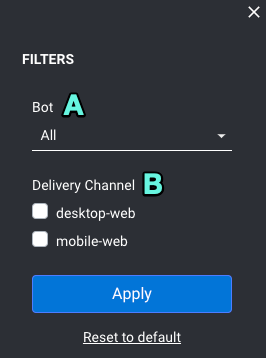 FILTERS
Bot A
All
Delivery Channel B
desktop-web
mobile-web
Apply
Reset to default